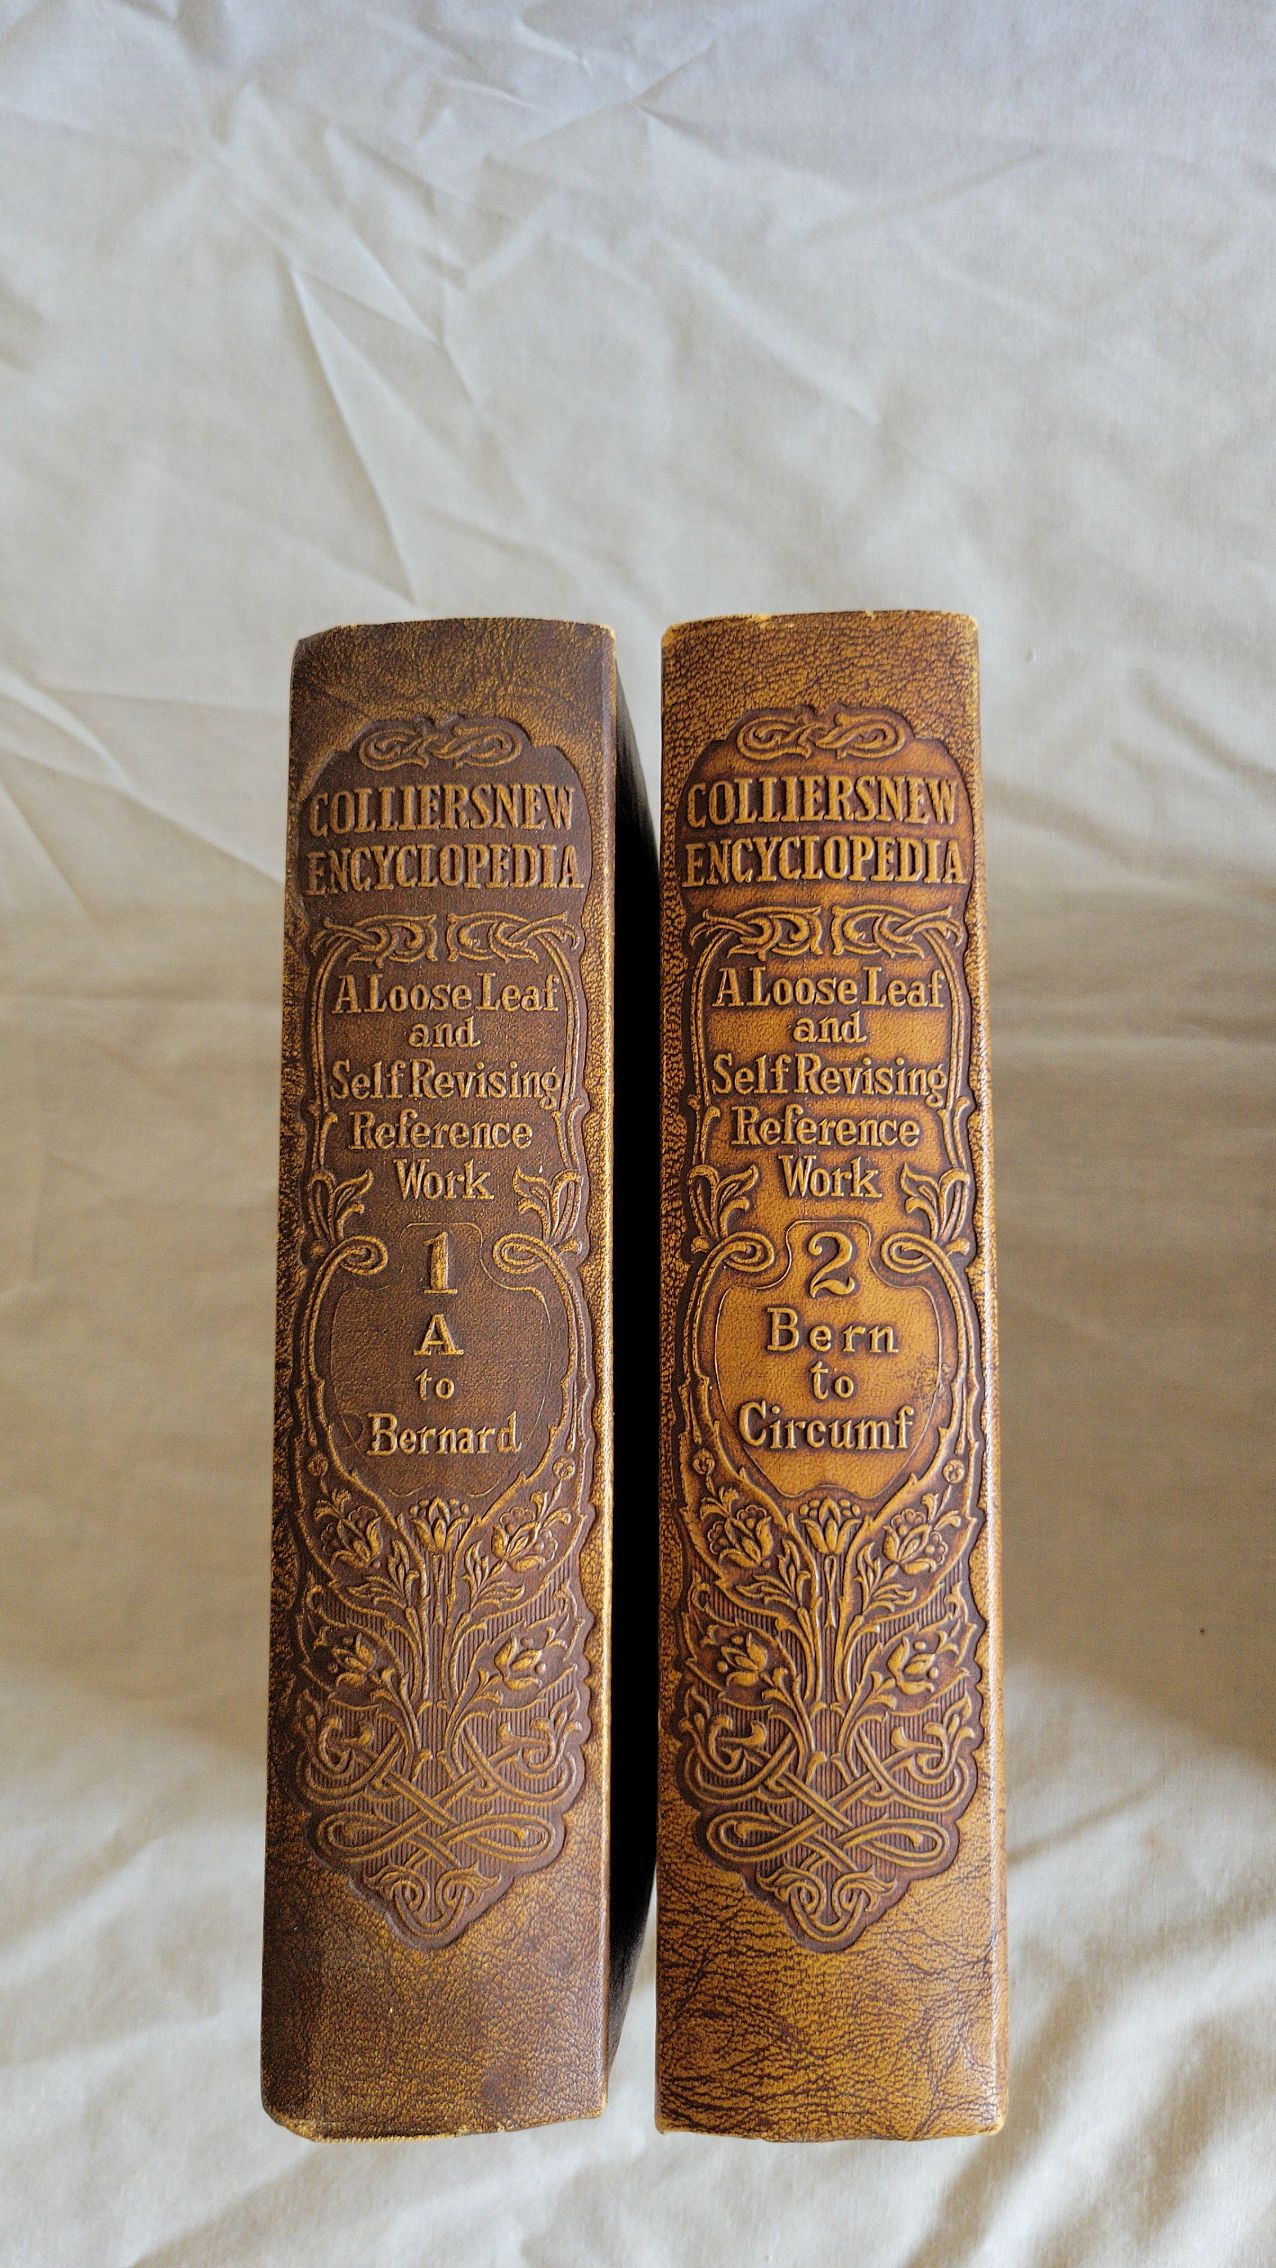 COLLIERSNEW
ENCYCLOPEDIA
A Loose Leaf
and
Self Revising
Reference
Work
1
A
to
Bernard
COLLIERSNEW
ENCYCLOPEDIA
A Loose Leaf
and
Self Revising
Reference
Work
2
Bern
to
Circumf